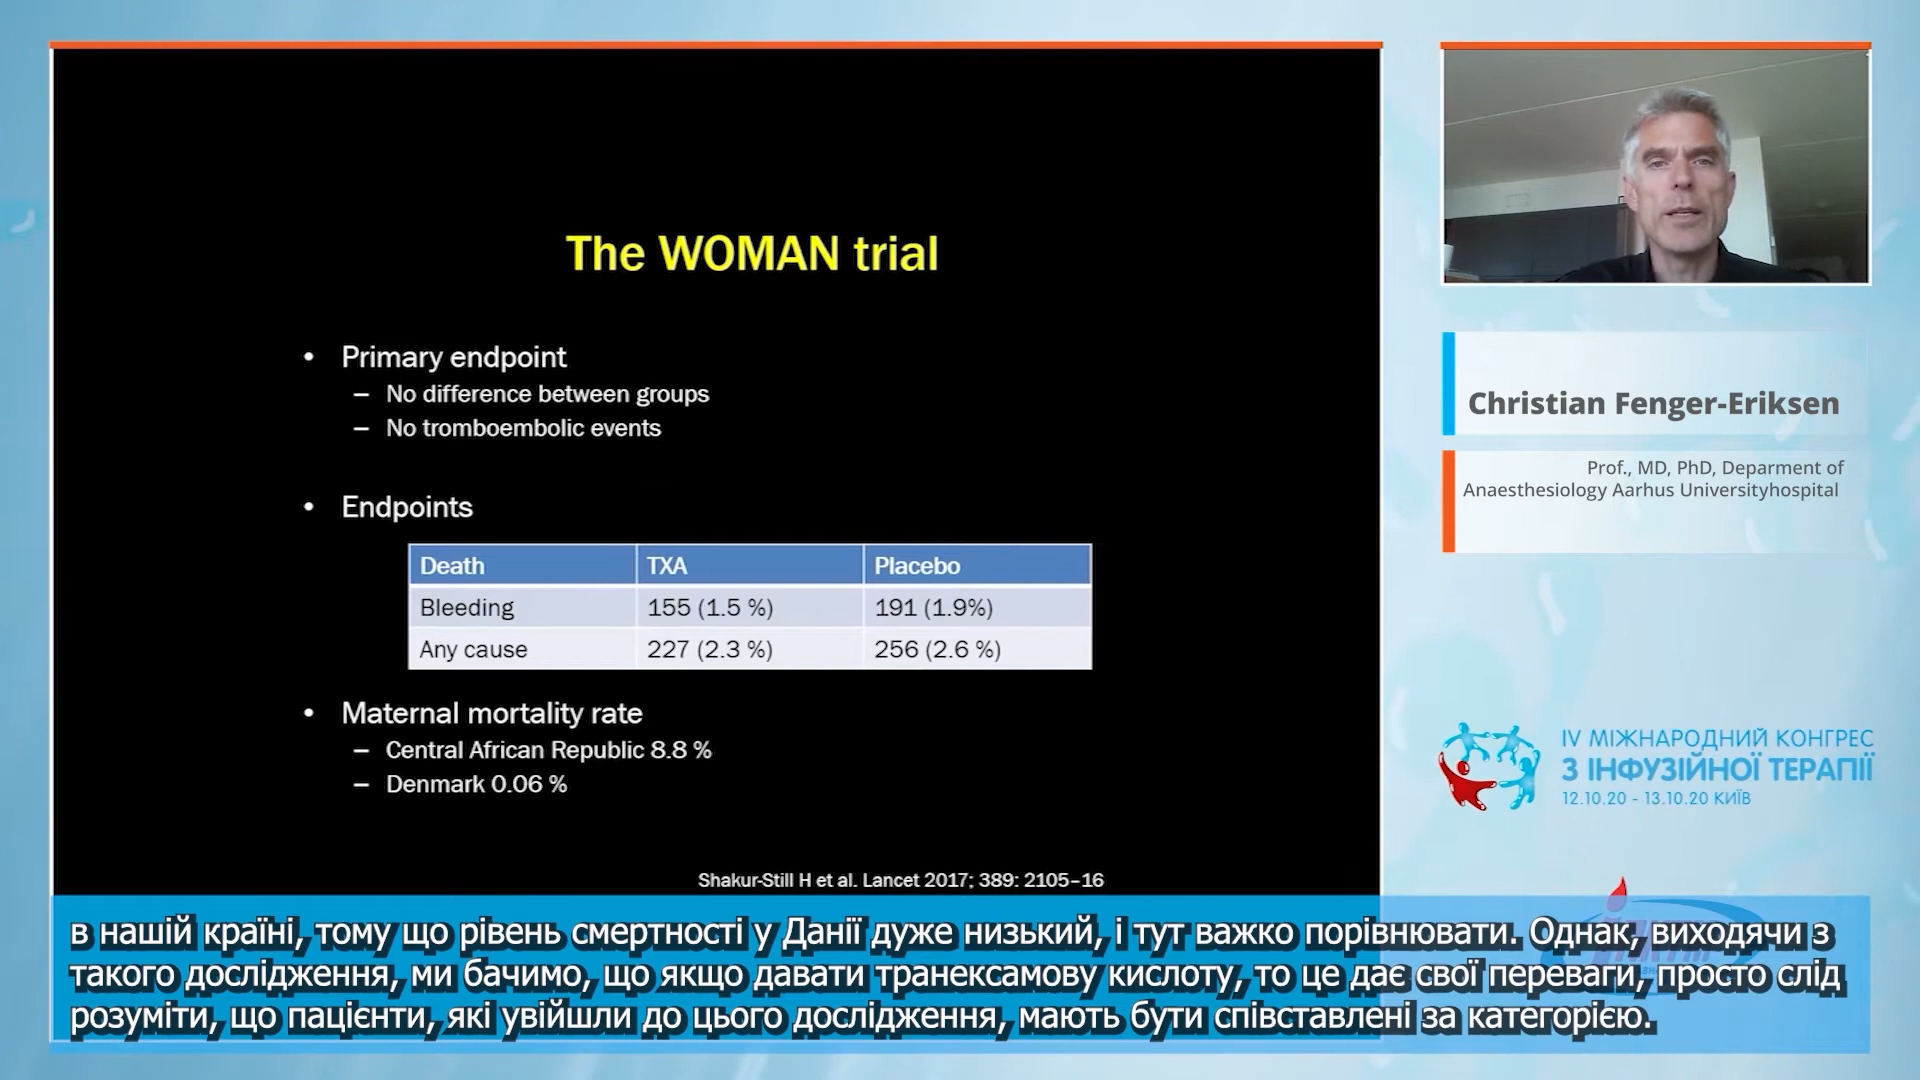 The WOMAN trial
• Primary endpoint
– No difference between groups
– No tromboembolic events
• Endpoints
Death TXA Placebo
Bleeding 155 (1.5 %) 191 (1.9%)
Any cause 227 (2.3 %) 256 (2.6 %)
• Maternal mortality rate
– Central African Republic 8.8 %
– Denmark 0.06 %
Shakur-Still H et al. Lancet 2017; 389: 2105–16
Christian Fenger-Eriksen
Prof., MD, PhD, Deparment of
Anaesthesiology Aarhus Universityhospital
IV МІЖНАРОДНИЙ КОНГРЕС
З ІНФУЗІЙНОЇ ТЕРАПІЇ
12.10.20 - 13.10.20 КИЇВ
в нашій країні, тому що рівень смертності у Данії дуже низький, і тут важко порівнювати. Однак, виходячи з
такого дослідження, ми бачимо, що якщо давати транексамову кислоту, то це дає свої переваги, просто слід
розуміти, що пацієнти, які увійшли до цього дослідження, мають бути співставлені за категорією.